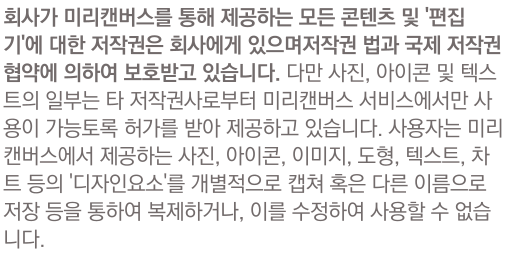 회사가 미리캔버스를 통해 제공하는 모든 콘텐츠 및 '편집
기'에 대한 저작권은 회사에게 있으며저작권 법과 국제 저작권
협약에 의하여 보호받고 있습니다. 다만 사진, 아이콘 및 텍스
트의 일부는 타 저작권사로부터 미리캔버스 서비스에서만 사
용이 가능토록 허가를 받아 제공하고 있습니다. 사용자는 미리
캔버스에서 제공하는 사진, 아이콘, 이미지, 도형, 텍스트, 차
트 등의 '디자인요소'를 개별적으로 캡쳐 혹은 다른 이름으로
저장 등을 통하여 복제하거나, 이를 수정하여 사용할 수 없습
니다.